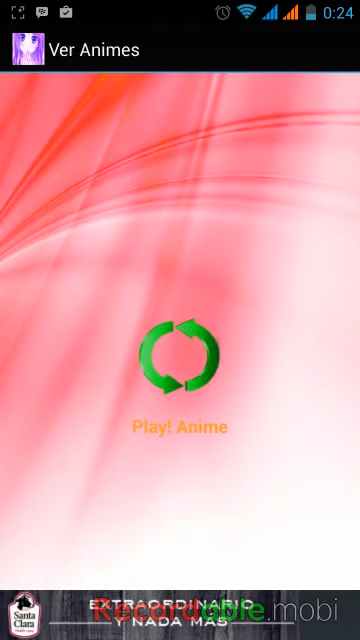 0:24
Ver Animes
Play! Anime
Santa
Clara
EXTRAORDINARIO
Y NADA MÁS
Recordable.mobi